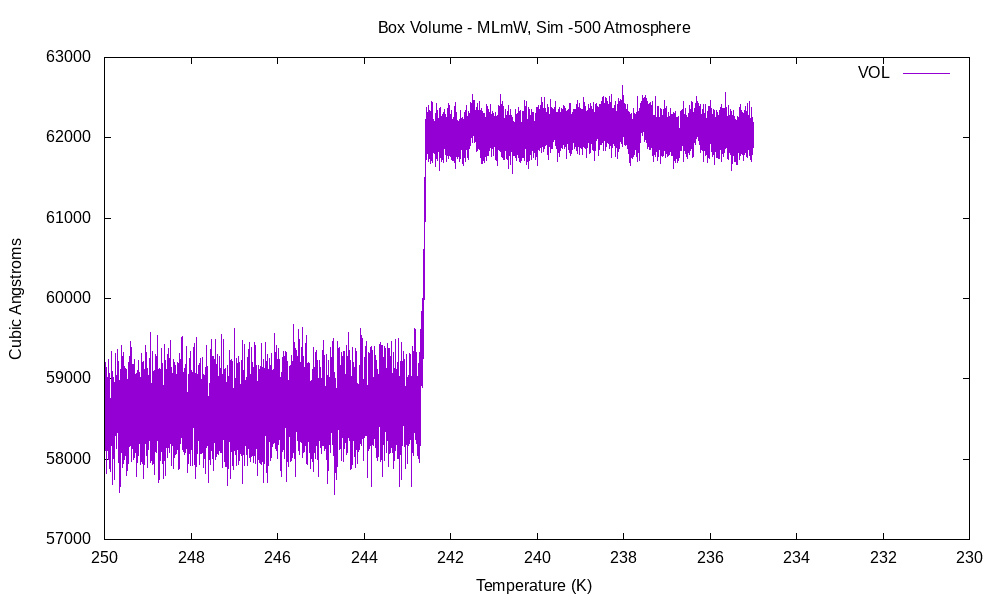 Box Volume - MLmW, Sim -500 Atmosphere
VOL
63000
62000
61000
60000
59000
58000
57000
Cubic Angstroms
250 248 246 244 242 240 238 236 234 232 230
Temperature (K)